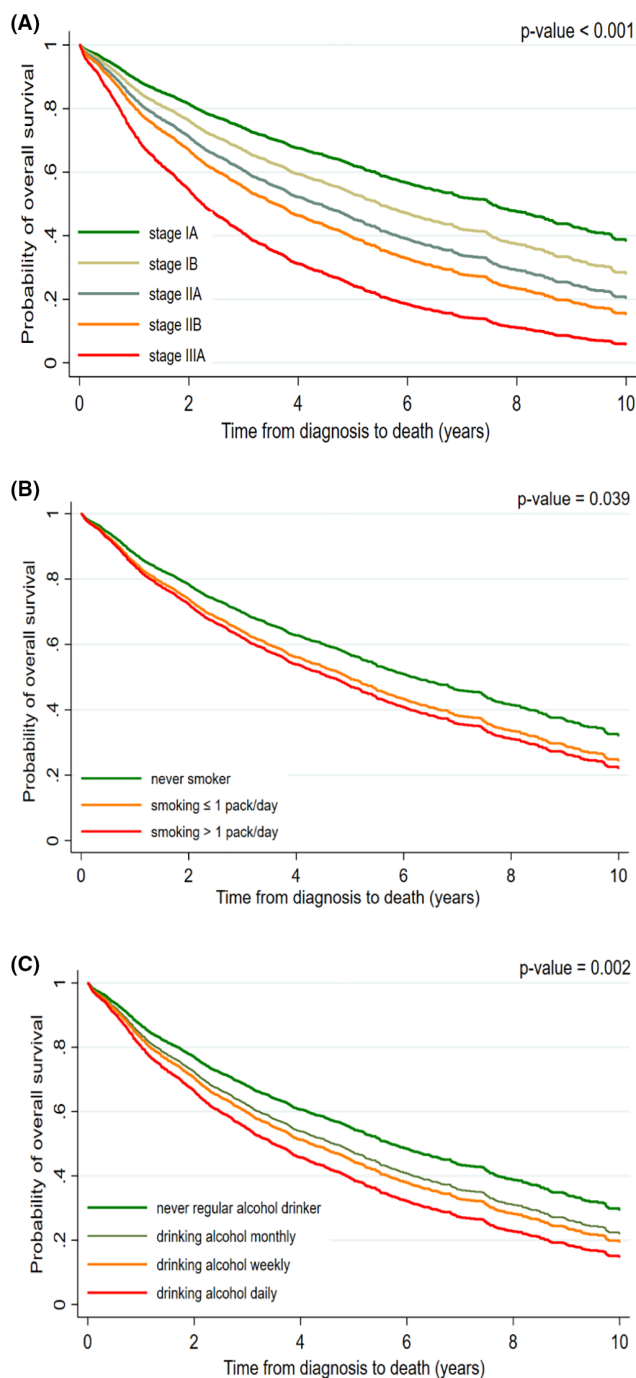 (A)
p-value < 0.001
Probability of overall survival
1
.8
.6
.4
.2
0
stage IA
stage IB
stage IIA
stage IIB
stage IIIA
0 2 4 6 8 10
Time from diagnosis to death (years)
(B)
p-value = 0.039
Probability of overall survival
1
.8
.6
.4
.2
0
never smoker
smoking ≤ 1 pack/day
smoking > 1 pack/day
0 2 4 6 8 10
Time from diagnosis to death (years)
(C)
p-value = 0.002
Probability of overall survival
1
.8
.6
.4
.2
0
never regular alcohol drinker
drinking alcohol monthly
drinking alcohol weekly
drinking alcohol daily
0 2 4 6 8 10
Time from diagnosis to death (years)